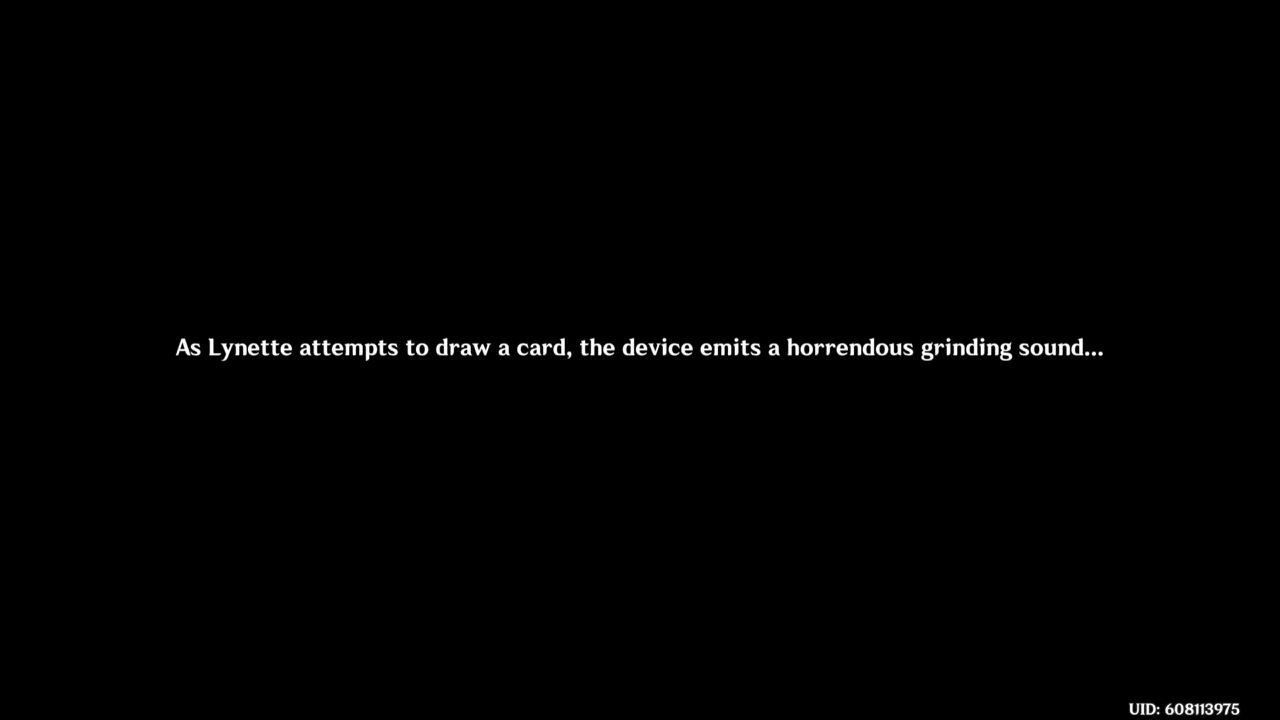 As Lynette attempts to draw a card, the device emits a horrendous grinding sound...
UID: 608113975